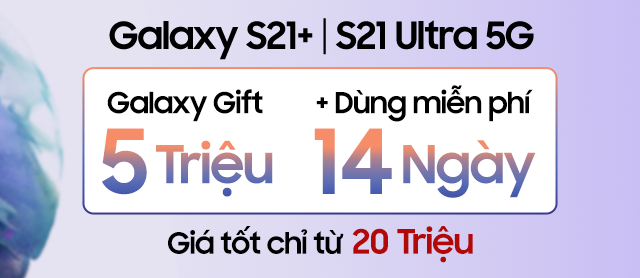 Galaxy S21+ | S21 Ultra 5G
Galaxy Gift
5 Triệu
+ Dùng miễn phí
14 Ngày
Giá tốt chỉ từ 20 Triệu